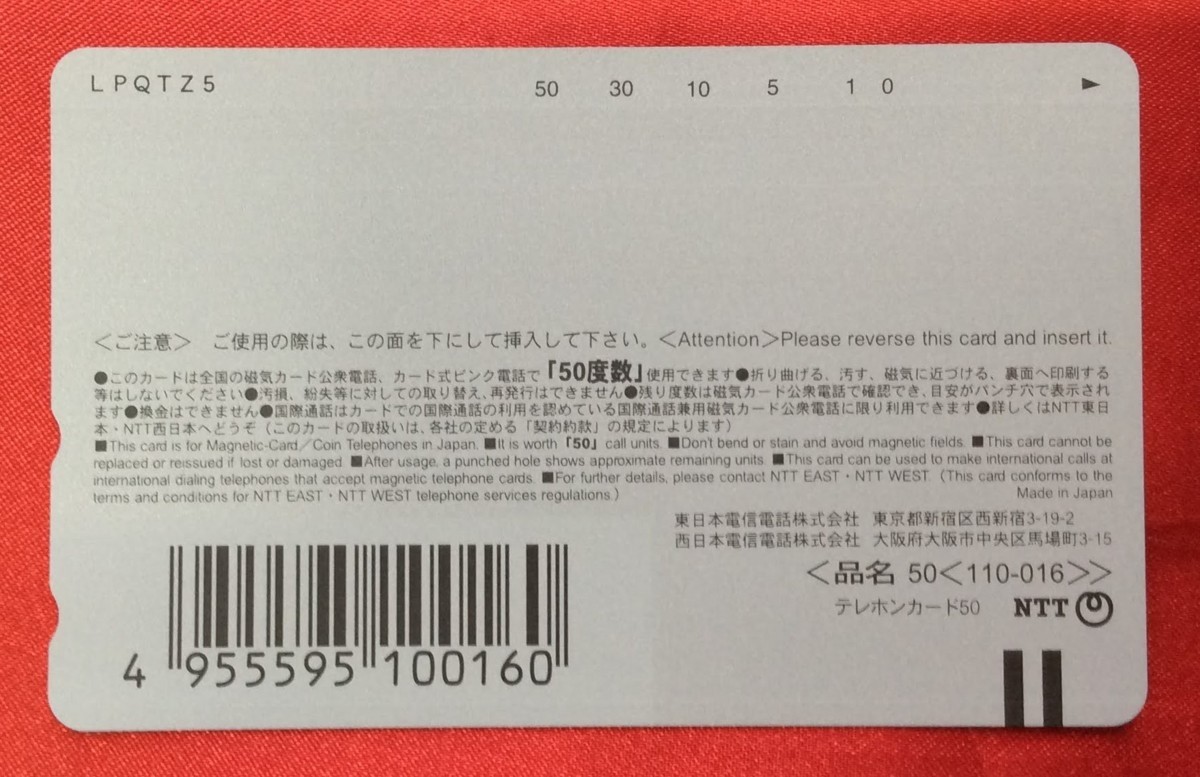 LPQTZ5 50 30 10 5 1 0 ►
＜ご注意＞ ご使用の際は、この面を下にして挿入して下さい。＜Attention＞Please reverse this card and insert it.
●このカードは全国の磁気カード公衆電話、カード式ピンク電話で「50度数」使用できます●折り曲げる、汚す、磁気に近づける、裏面へ印刷する
等はしないでください●汚損、紛失等に対しての取り替え、再発行はできません●残り度数は磁気カード公衆電話で確認でき、目安がパンチ穴で表示され
ます●換金はできません●国際通話はカードでの国際通話の利用を認めている国際通話兼用磁気カード公衆電話に限り利用できます●詳しくはNTT東日
本・NTT西日本へどうぞ（このカードの取扱いは、各社の定める「契約約款」の規定によります）
■This card is for Magnetic-Card／Coin Telephones in Japan. ■It is worth「50」call units. ■Don't bend or stain and avoid magnetic fields. ■This card cannot be
replaced or reissued if lost or damaged. ■After usage, a punched hole shows approximate remaining units. ■This card can be used to make international calls at
international dialing telephones that accept magnetic telephone cards. ■For further details, please contact NTT EAST・NTT WEST.（This card conforms to the
terms and conditions for NTT EAST・NTT WEST telephone services regulations.） Made in Japan
東日本電信電話株式会社 東京都新宿区西新宿3-19-2
西日本電信電話株式会社 大阪府大阪市中央区馬場町3-15
＜品名 50＜110-016＞＞
テレホンカード50 NTT
4 955595 100160